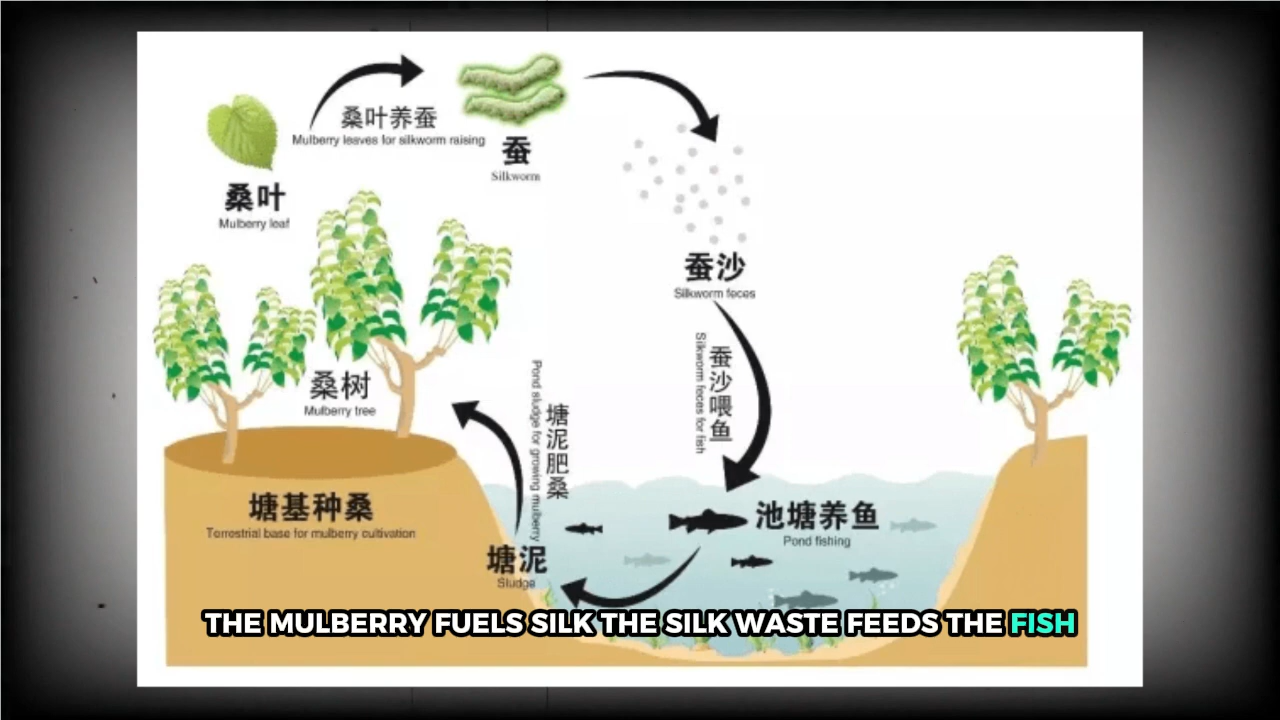 桑叶养蚕
Mulberry leaves for silkworm raising
蚕
Silkworm
桑叶
Mulberry leaf
蚕沙
Silkworm feces
蚕沙喂鱼
Silkworm feces for fish
桑树
Mulberry tree
塘泥肥桑
Pond sludge for growing mulberry
塘基种桑
Terrestrial base for mulberry cultivation
池塘养鱼
Pond fishing
塘泥
Sludge
THE MULBERRY FUELS SILK THE SILK WASTE FEEDS THE FISH